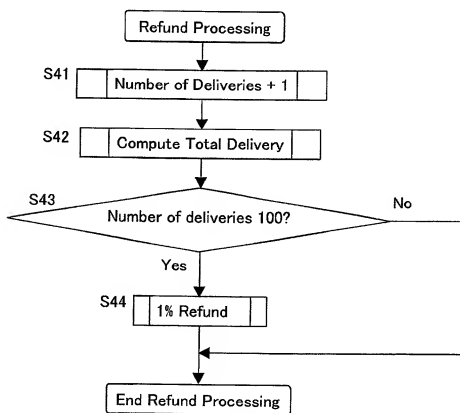 Refund Processing
S41
Number of Deliveries + 1
S42
Compute Total Delivery
S43
Number of deliveries 100?
No
Yes
S44
1% Refund
End Refund Processing